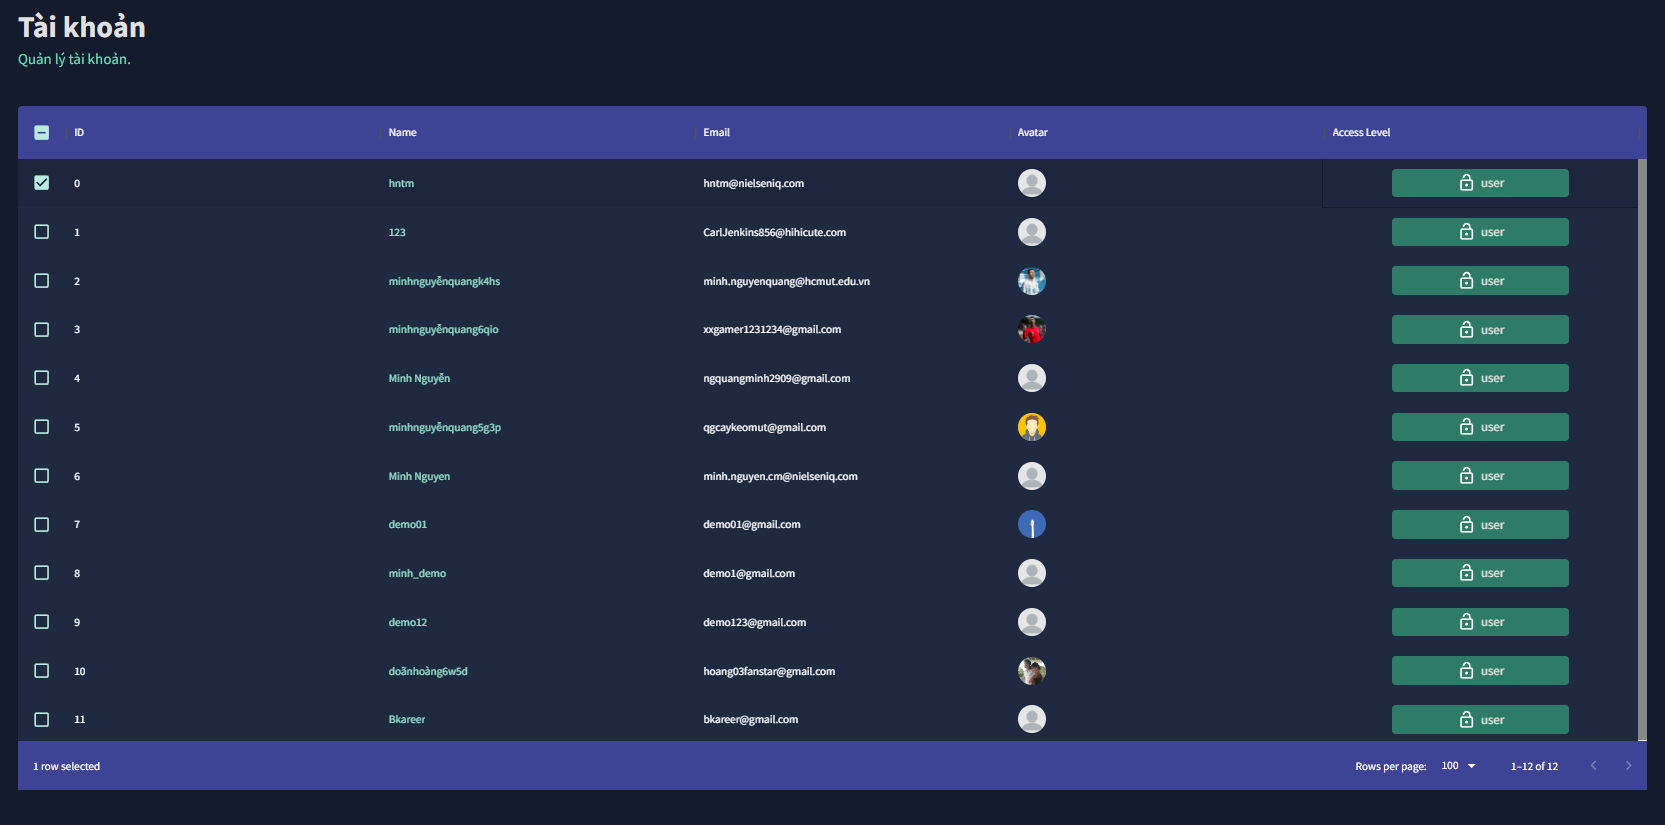 Tài khoản
Quản lý tài khoản.
ID Name Email Avatar Access Level
0 hntm hntm@nielseniq.com user
1 123 CarlJenkins856@hihicute.com user
2 minhnguyễnquangk4hs minh.nguyenquang@hcmut.edu.vn user
3 minhnguyễnquang6qio xxgamer1231234@gmail.com user
4 Minh Nguyễn ngquangminh2909@gmail.com user
5 minhnguyễnquang5g3p qgcaykeomut@gmail.com user
6 Minh Nguyen minh.nguyen.cm@nielseniq.com user
7 demo01 demo01@gmail.com user
8 minh_demo demo1@gmail.com user
9 demo12 demo123@gmail.com user
10 doãnhoàng6w5d hoang03fanstar@gmail.com user
11 Bkareer bkareer@gmail.com user
1 row selected Rows per page: 100 1–12 of 12